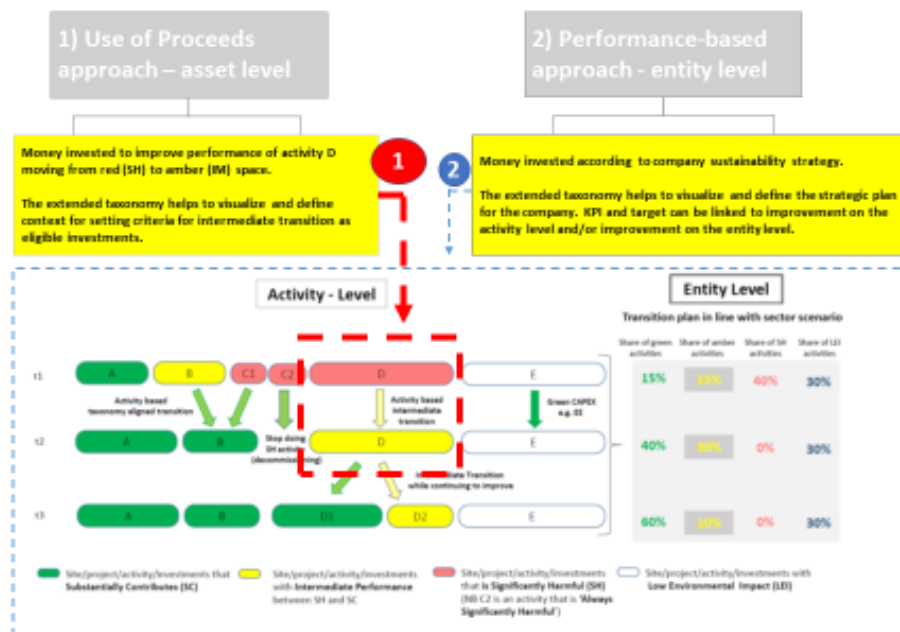 1) Use of Proceeds
approach – asset level
2) Performance-based
approach - entity level
Money invested to improve performance of activity D
moving from red (SH) to amber (IM) space.
The extended taxonomy helps to visualize and define
context for setting criteria for intermediate transition as
eligible investments.
1
2
Money invested according to company sustainability strategy.
The extended taxonomy helps to visualize and define the strategic plan
for the company. KPI and target can be linked to improvement on the
activity level and/or improvement on the entity level.
Activity - Level
Entity Level
Transition plan in line with sector scenario
Share of green
activities
Share of amber
activities
Share of SH
activities
Share of LEI
activities
t1
A
B
C1
C2
D
E
15%
15%
40%
30%
Activity based
taxonomy aligned transition
Activity based
intermediate
transition
Green CAPEX
e.g. EE
t2
A
B
Stop doing
SH activity
(decommissioning)
D
E
40%
30%
0%
30%
Intermediate Transition
while continuing to improve
t3
A
B
D1
D2
E
60%
10%
0%
30%
Site/project/activity/investments that
Substantially Contributes (SC)
Site/project/activity/investments
with Intermediate Performance
between SH and SC
Site/project/activity/investments
that is Significantly Harmful (SH)
(NB C2 is an activity that is 'Always
Significantly Harmful')
Site/project/activity/investments with
Low Environmental Impact (LEI)